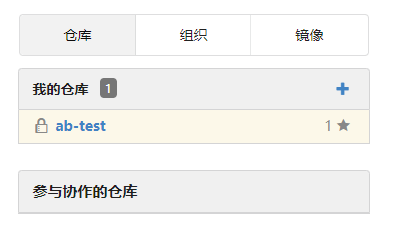 仓库 组织 镜像
我的仓库 1
ab-test 1
参与协作的仓库